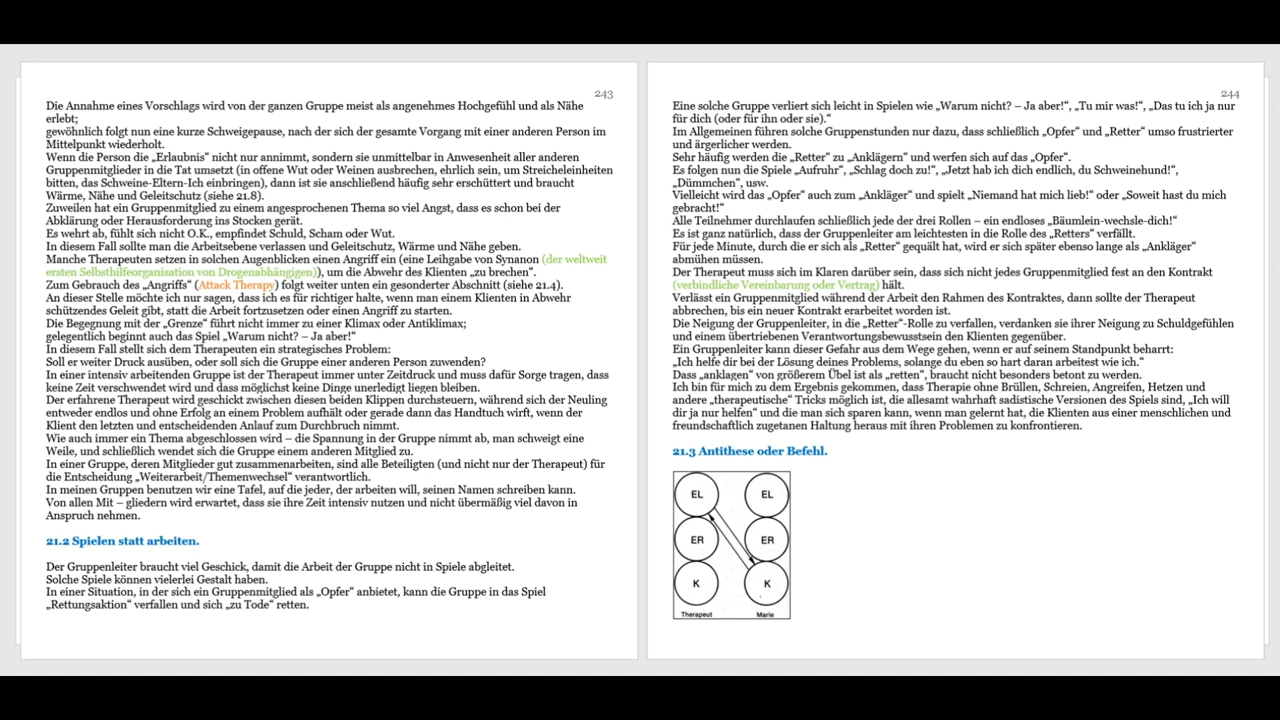 243
Die Annahme eines Vorschlags wird von der ganzen Gruppe meist als angenehmes Hochgefühl und als Nähe
erlebt;
gewöhnlich folgt nun eine kurze Schweigepause, nach der sich der gesamte Vorgang mit einer anderen Person im
Mittelpunkt wiederholt.
Wenn die Person die „Erlaubnis“ nicht nur annimmt, sondern sie unmittelbar in Anwesenheit aller anderen
Gruppenmitglieder in die Tat umsetzt (in offene Wut oder Weinen ausbrechen, ehrlich sein, um Streicheleinheiten
bitten, das Schweine-Eltern-Ich einbringen), dann ist sie anschließend häufig sehr erschüttert und braucht
Wärme, Nähe und Geleitschutz (siehe 21.8).
Zuweilen hat ein Gruppenmitglied zu einem angesprochenen Thema so viel Angst, dass es schon bei der
Abklärung oder Herausforderung ins Stocken gerät.
Es wehrt ab, fühlt sich nicht O.K., empfindet Schuld, Scham oder Wut.
In diesem Fall sollte man die Arbeitsebene verlassen und Geleitschutz, Wärme und Nähe geben.
Manche Therapeuten setzen in solchen Augenblicken einen Angriff ein (eine Leihgabe von Synanon (der weltweit
ersten Selbsthilfeorganisation von Drogenabhängigen)), um die Abwehr des Klienten „zu brechen“.
Zum Gebrauch des „Angriffs“ (Attack Therapy) folgt weiter unten ein gesonderter Abschnitt (siehe 21.4).
An dieser Stelle möchte ich nur sagen, dass ich es für richtiger halte, wenn man einem Klienten in Abwehr
schützendes Geleit gibt, statt die Arbeit fortzusetzen oder einen Angriff zu starten.
Die Begegnung mit der „Grenze“ führt nicht immer zu einer Klimax oder Antiklimax;
gelegentlich beginnt auch das Spiel „Warum nicht? – Ja aber!“
In diesem Fall stellt sich dem Therapeuten ein strategisches Problem:
Soll er weiter Druck ausüben, oder soll sich die Gruppe einer anderen Person zuwenden?
In einer intensiv arbeitenden Gruppe ist der Therapeut immer unter Zeitdruck und muss dafür Sorge tragen, dass
keine Zeit verschwendet wird und dass möglichst keine Dinge unerledigt liegen bleiben.
Der erfahrene Therapeut wird geschickt zwischen diesen beiden Klippen durchsteuern, während sich der Neuling
entweder endlos und ohne Erfolg an einem Problem aufhält oder gerade dann das Handtuch wirft, wenn der
Klient den letzten und entscheidenden Anlauf zum Durchbruch nimmt.
Wie auch immer ein Thema abgeschlossen wird – die Spannung in der Gruppe nimmt ab, man schweigt eine
Weile, und schließlich wendet sich die Gruppe einem anderen Mitglied zu.
In einer Gruppe, deren Mitglieder gut zusammenarbeiten, sind alle Beteiligten (und nicht nur der Therapeut) für
die Entscheidung „Weiterarbeit/Themenwechsel“ verantwortlich.
In meinen Gruppen benutzen wir eine Tafel, auf die jeder, der arbeiten will, seinen Namen schreiben kann.
Von allen Mit – gliedern wird erwartet, dass sie ihre Zeit intensiv nutzen und nicht übermäßig viel davon in
Anspruch nehmen.
21.2 Spielen statt arbeiten.
Der Gruppenleiter braucht viel Geschick, damit die Arbeit der Gruppe nicht in Spiele abgleitet.
Solche Spiele können vielerlei Gestalt haben.
In einer Situation, in der sich ein Gruppenmitglied als „Opfer“ anbietet, kann die Gruppe in das Spiel
„Rettungsaktion“ verfallen und sich „zu Tode“ retten.
244
Eine solche Gruppe verliert sich leicht in Spielen wie „Warum nicht? – Ja aber!“, „Tu mir was!“, „Das tu ich ja nur
für dich (oder für ihn oder sie).“
Im Allgemeinen führen solche Gruppenstunden nur dazu, dass schließlich „Opfer“ und „Retter“ umso frustrierter
und ärgerlicher werden.
Sehr häufig werden die „Retter“ zu „Anklägern“ und werfen sich auf das „Opfer“.
Es folgen nun die Spiele „Aufruhr“, „Schlag doch zu!“, „Jetzt hab ich dich endlich, du Schweinehund!“,
„Dümmchen“, usw.
Vielleicht wird das „Opfer“ auch zum „Ankläger“ und spielt „Niemand hat mich lieb!“ oder „Soweit hast du mich
gebracht!“
Alle Teilnehmer durchlaufen schließlich jede der drei Rollen – ein endloses „Bäumlein-wechsle-dich!“
Es ist ganz natürlich, dass der Gruppenleiter am leichtesten in die Rolle des „Retters“ verfällt.
Für jede Minute, durch die er sich als „Retter“ gequält hat, wird er sich später ebenso lange als „Ankläger“
abmühen müssen.
Der Therapeut muss sich im Klaren darüber sein, dass sich nicht jedes Gruppenmitglied fest an den Kontrakt
(verbindliche Vereinbarung oder Vertrag) hält.
Verlässt ein Gruppenmitglied während der Arbeit den Rahmen des Kontraktes, dann sollte der Therapeut
abbrechen, bis ein neuer Kontrakt erarbeitet worden ist.
Die Neigung der Gruppenleiter, in die „Retter“-Rolle zu verfallen, verdanken sie ihrer Neigung zu Schuldgefühlen
und einem übertriebenen Verantwortungsbewusstsein den Klienten gegenüber.
Ein Gruppenleiter kann dieser Gefahr aus dem Wege gehen, wenn er auf seinem Standpunkt beharrt:
„Ich helfe dir bei der Lösung deines Problems, solange du eben so hart daran arbeitest wie ich.“
Dass „anklagen“ von größerem Übel ist als „retten“, braucht nicht besonders betont zu werden.
Ich bin für mich zu dem Ergebnis gekommen, dass Therapie ohne Brüllen, Schreien, Angreifen, Hetzen und
andere „therapeutische“ Tricks möglich ist, die allesamt wahrhaft sadistische Versionen des Spiels sind, „Ich will
dir ja nur helfen“ und die man sich sparen kann, wenn man gelernt hat, die Klienten aus einer menschlichen und
freundschaftlich zugetanen Haltung heraus mit ihren Problemen zu konfrontieren.
21.3 Antithese oder Befehl.
EL EL
ER ER
K K
Therapeut Marie